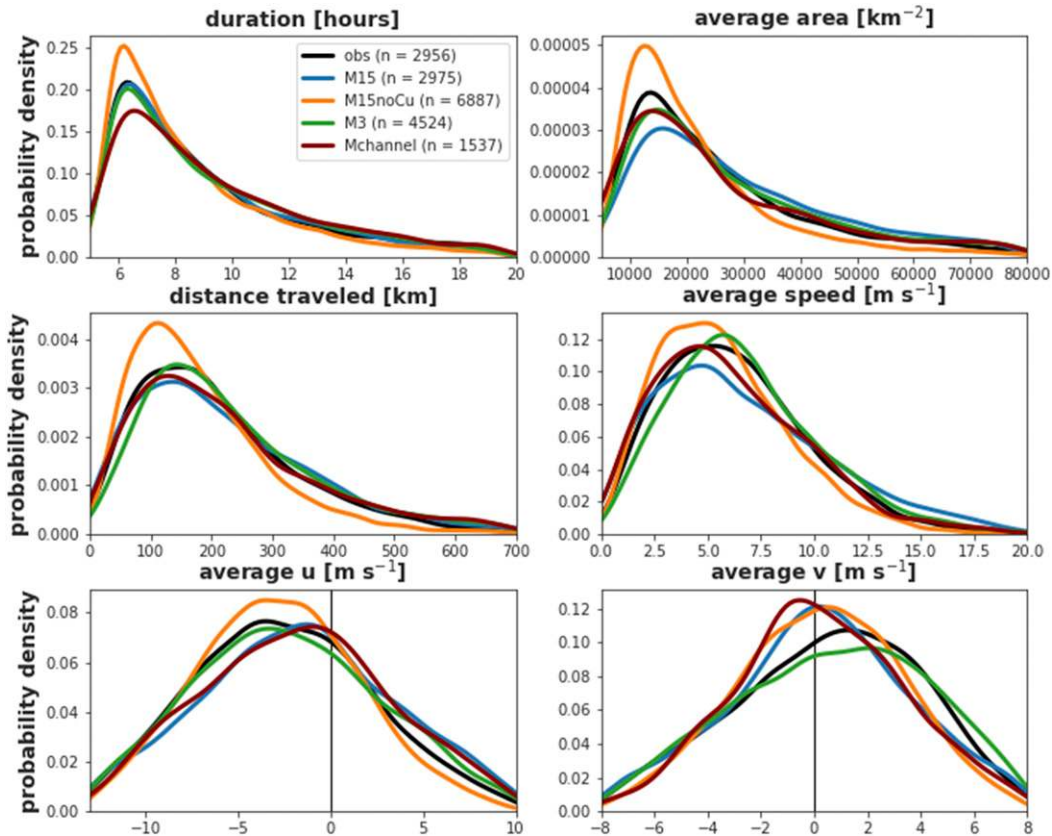 duration [hours]
average area [km⁻²]
probability density
0.25
0.20
0.15
0.10
0.05
0.00
obs (n = 2956)
M15 (n = 2975)
M15noCu (n = 6887)
M3 (n = 4524)
Mchannel (n = 1537)
6 8 10 12 14 16 18 20
0.00005
0.00004
0.00003
0.00002
0.00001
0.00000
10000 20000 30000 40000 50000 60000 70000 80000
distance traveled [km]
average speed [m s⁻¹]
probability density
0.004
0.003
0.002
0.001
0.000
0 100 200 300 400 500 600 700
0.12
0.10
0.08
0.06
0.04
0.02
0.00
0.0 2.5 5.0 7.5 10.0 12.5 15.0 17.5 20.0
average u [m s⁻¹]
average v [m s⁻¹]
probability density
0.08
0.06
0.04
0.02
0.00
−10 −5 0 5 10
0.12
0.10
0.08
0.06
0.04
0.02
0.00
−8 −6 −4 −2 0 2 4 6 8